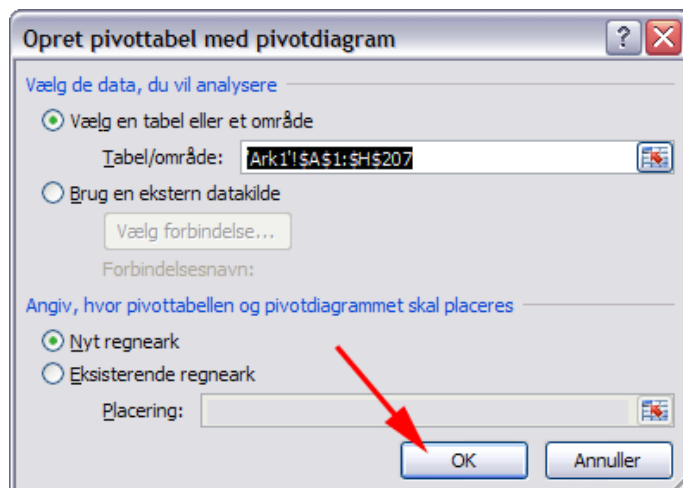 Opret pivottabel med pivotdiagram
Vælg de data, du vil analysere
Vælg en tabel eller et område
Tabel/område: 'Ark1'!$A$1:$H$207
Brug en ekstern datakilde
Vælg forbindelse...
Forbindelsesnavn:
Angiv, hvor pivottabellen og pivotdiagrammet skal placeres
Nyt regneark
Eksisterende regneark
Placering:
OK Annuller